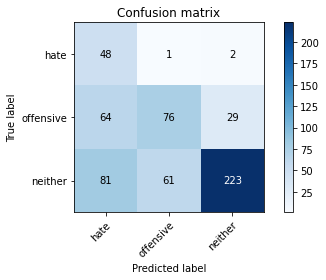 Confusion matrix
True label
hate 48 1 2
offensive 64 76 29
neither 81 61 223
hate offensive neither
Predicted label
200
175
150
125
100
75
50
25